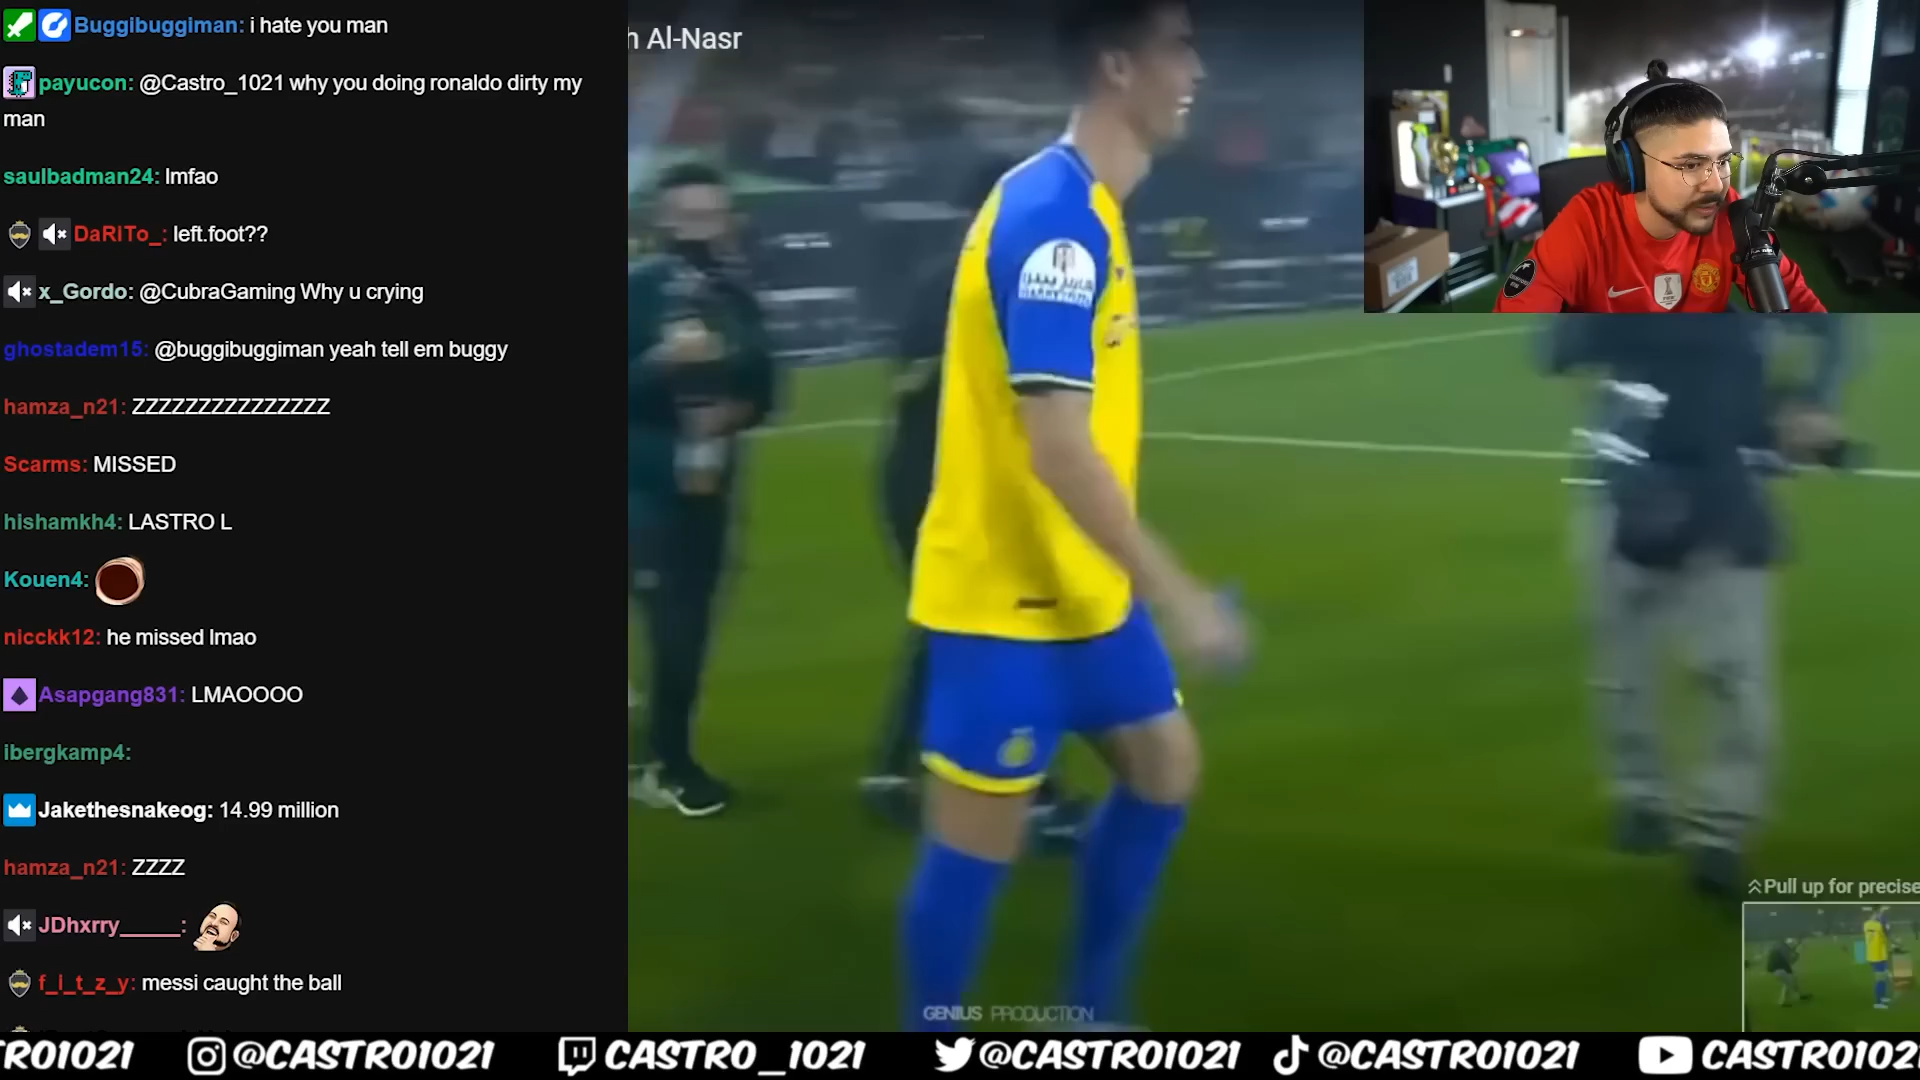 Buggibuggiman: i hate you man
payucon: @Castro_1021 why you doing ronaldo dirty my
man
saulbadman24: lmfao
DaRITo_: left.foot??
x_Gordo: @CubraGaming Why u crying
ghostadem15: @buggibuggiman yeah tell em buggy
hamza_n21: ZZZZZZZZZZZZZZZ
Scarms: MISSED
hishamkh4: LASTRO L
Kouen4:
nicckk12: he missed lmao
Asapgang831: LMAOOOO
ibergkamp4:
Jakethesnakeog: 14.99 million
hamza_n21: ZZZZ
JDhxrry_____:
f_i_t_z_y: messi caught the ball
h Al-Nasr
Pull up for precise
GENIUS PRODUCTION
TRO1021
@CASTRO1021
CASTRO_1021
@CASTRO1021
@CASTRO1021
CASTRO102